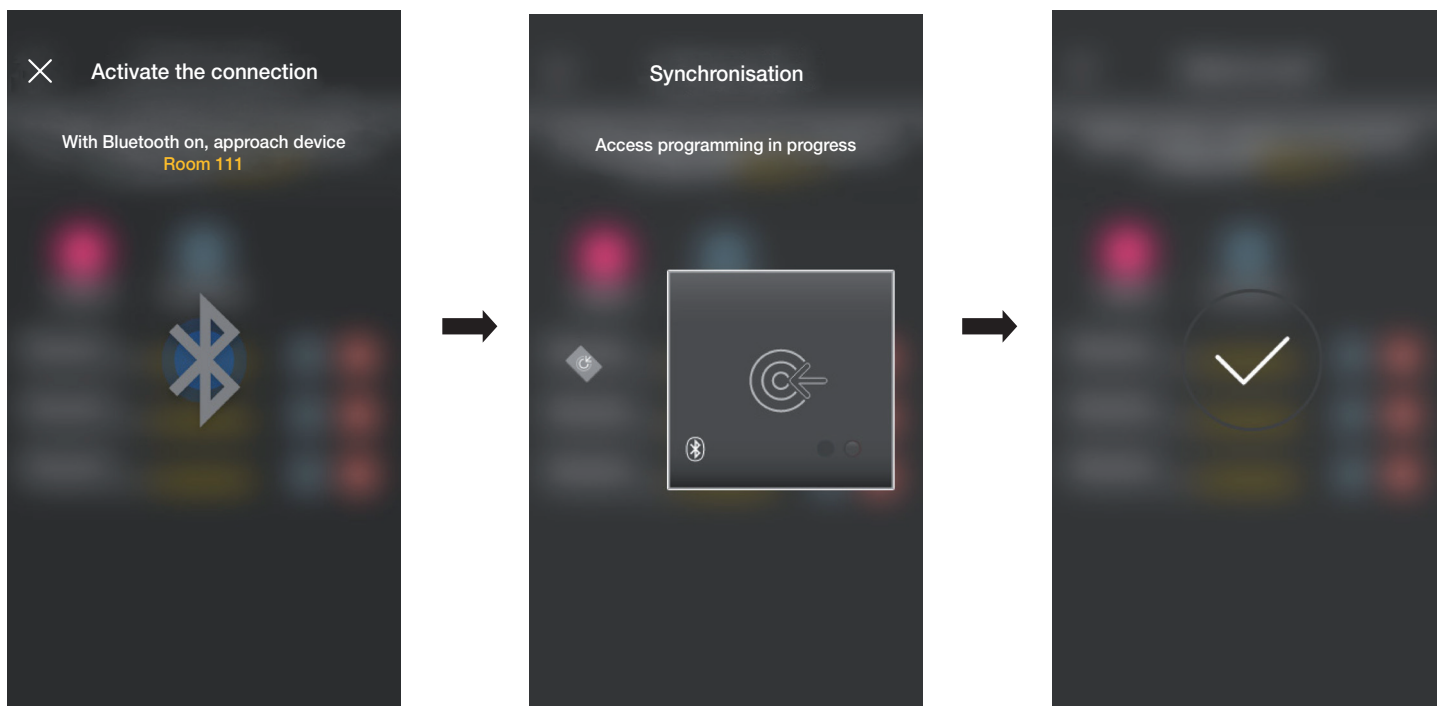 Activate the connection
With Bluetooth on, approach device
Room 111
Synchronisation
Access programming in progress